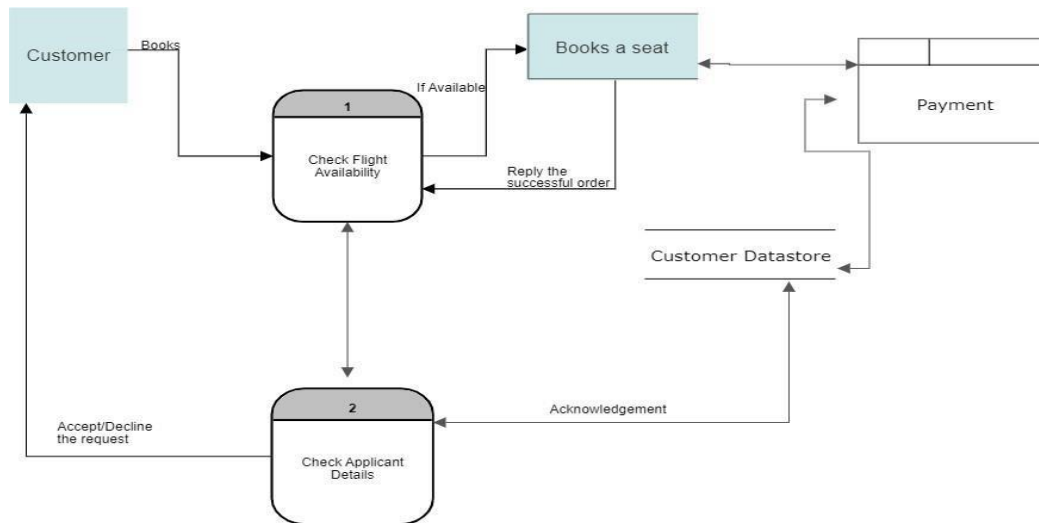 Customer
Books
Books a seat
Payment
If Available
1
Check Flight
Availability
Reply the
successful order
Customer Datastore
2
Check Applicant
Details
Acknowledgement
Accept/Decline
the request